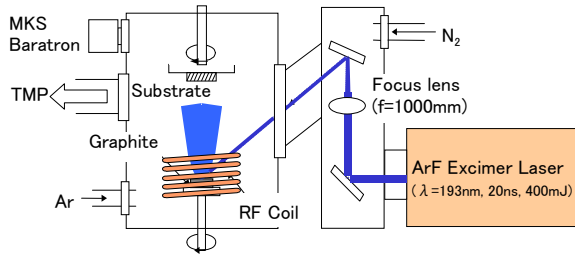 MKS
Baratron
TMP
Substrate
Graphite
Ar
RF Coil
N₂
Focus lens
(f=1000mm)
ArF Excimer Laser
(λ=193nm, 20ns, 400mJ)